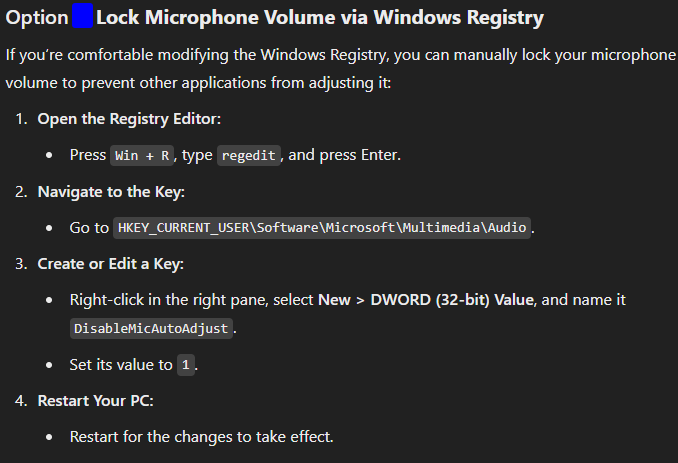 Option Lock Microphone Volume via Windows Registry
If you're comfortable modifying the Windows Registry, you can manually lock your microphone
volume to prevent other applications from adjusting it:
1. Open the Registry Editor:
• Press Win + R, type regedit, and press Enter.
2. Navigate to the Key:
• Go to HKEY_CURRENT_USER\Software\Microsoft\Multimedia\Audio.
3. Create or Edit a Key:
• Right-click in the right pane, select New > DWORD (32-bit) Value, and name it
DisableMicAutoAdjust.
• Set its value to 1.
4. Restart Your PC:
• Restart for the changes to take effect.